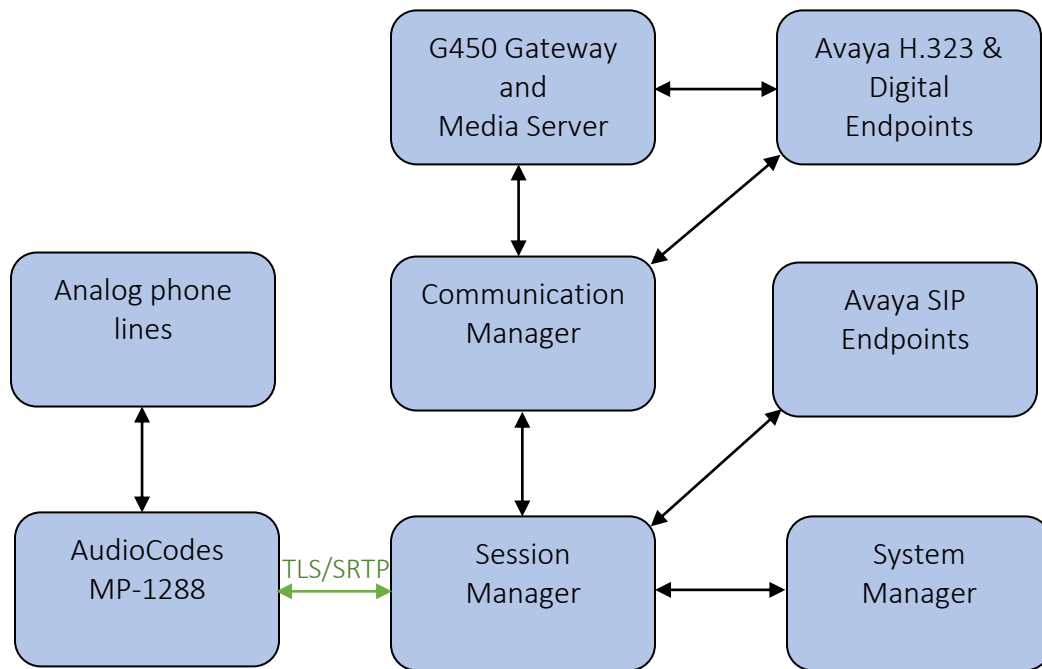 G450 Gateway
and
Media Server
Avaya H.323 &
Digital
Endpoints
Analog phone
lines
Communication
Manager
Avaya SIP
Endpoints
AudioCodes
MP-1288
TLS/SRTP
Session
Manager
System
Manager